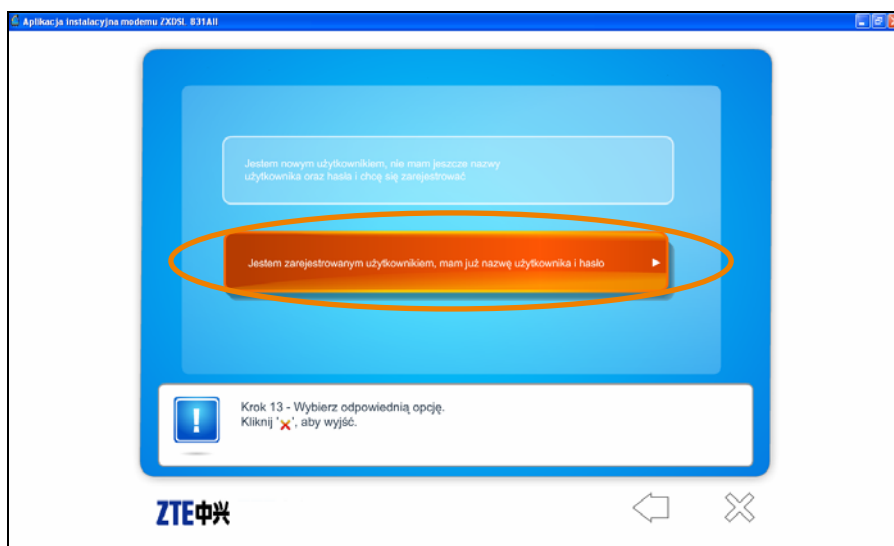 Aplikacja instalacyjna modemu ZXDSL 831AII
Jestem nowym użytkownikiem, nie mam jeszcze nazwy
użytkownika oraz hasła i chcę się zarejestrować
Jestem zarejestrowanym użytkownikiem, mam już nazwę użytkownika i hasło
Krok 13 - Wybierz odpowiednią opcję.
Kliknij '×', aby wyjść.
ZTE中兴